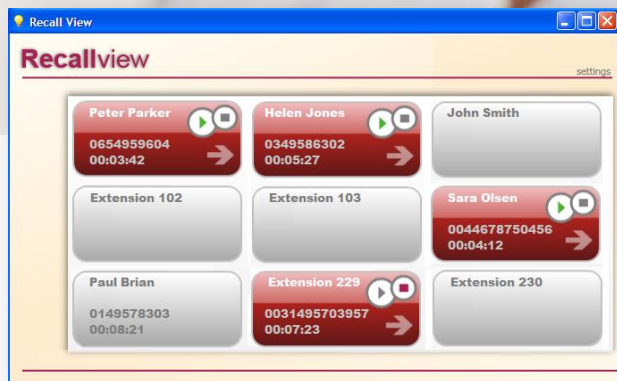 Recall View
Recallview
settings
Peter Parker
0654959604
00:03:42
Helen Jones
0349586302
00:05:27
John Smith
Extension 102
Extension 103
Sara Olsen
0044678750456
00:04:12
Paul Brian
0149578303
00:08:21
Extension 229
0031495703957
00:07:23
Extension 230